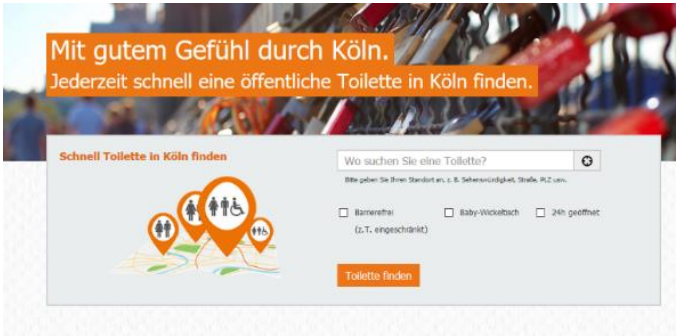 Mit gutem Gefühl durch Köln.
Jederzeit schnell eine öffentliche Toilette in Köln finden.
Schnell Toilette in Köln finden
Wo suchen Sie eine Toilette?
Bitte geben Sie Ihren Standort an, z. B. Sehenswürdigkeit, Straße, PLZ usw.
Barrierefrei
(z.T. eingeschränkt)
Baby-Wickeltisch
24h geöffnet
Toilette finden